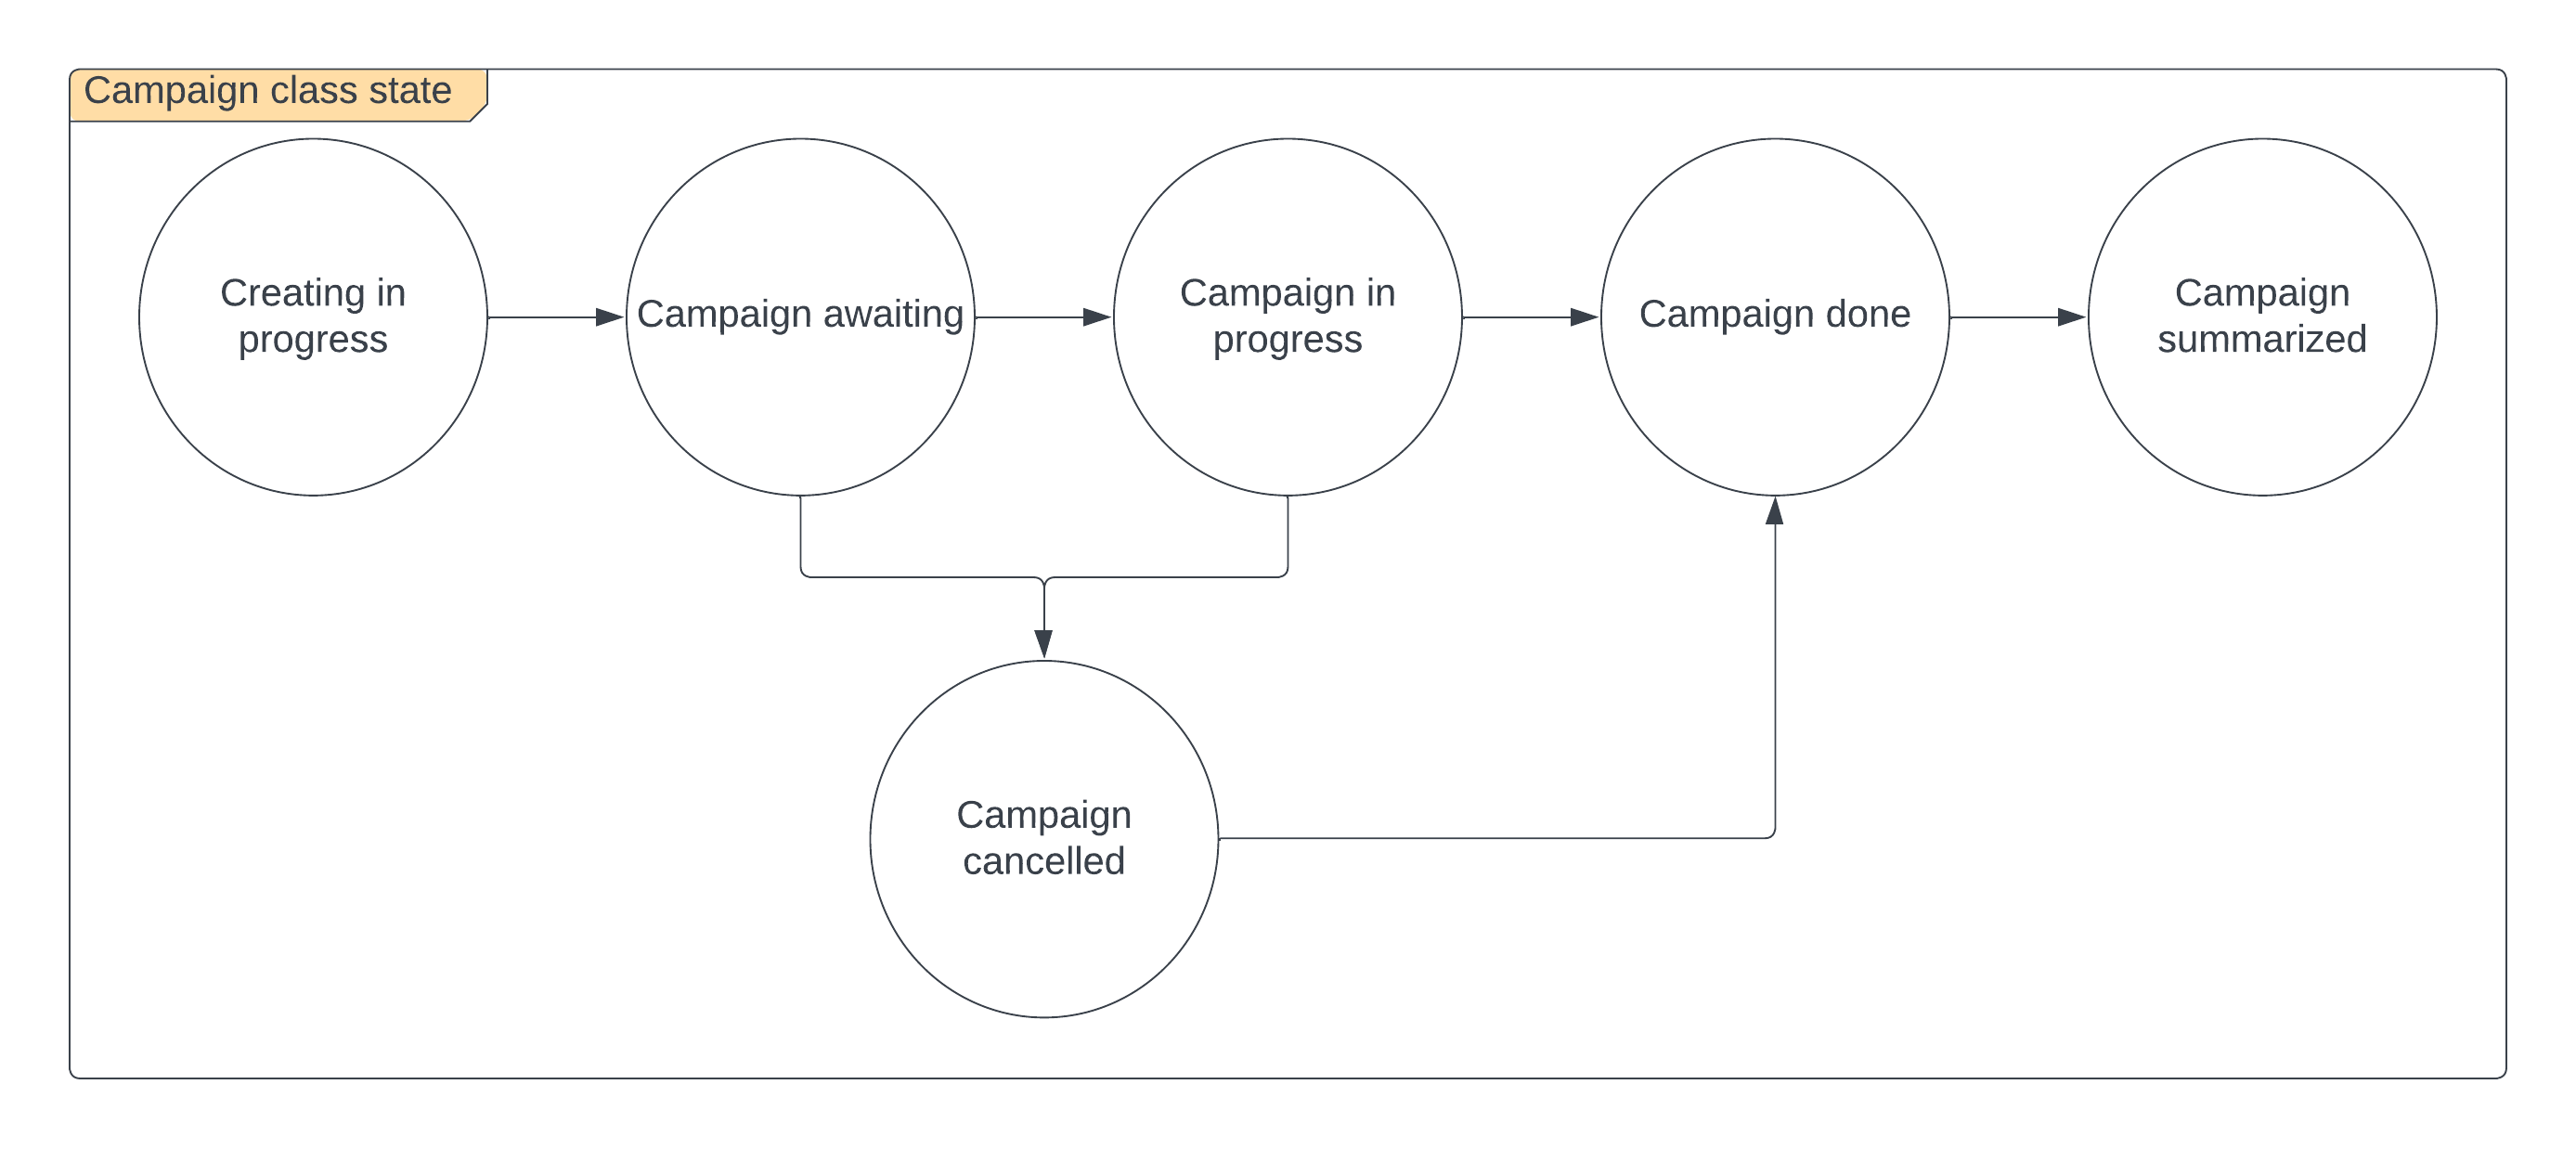 Campaign class state
Creating in
progress
Campaign awaiting
Campaign in
progress
Campaign done
Campaign
summarized
Campaign
cancelled